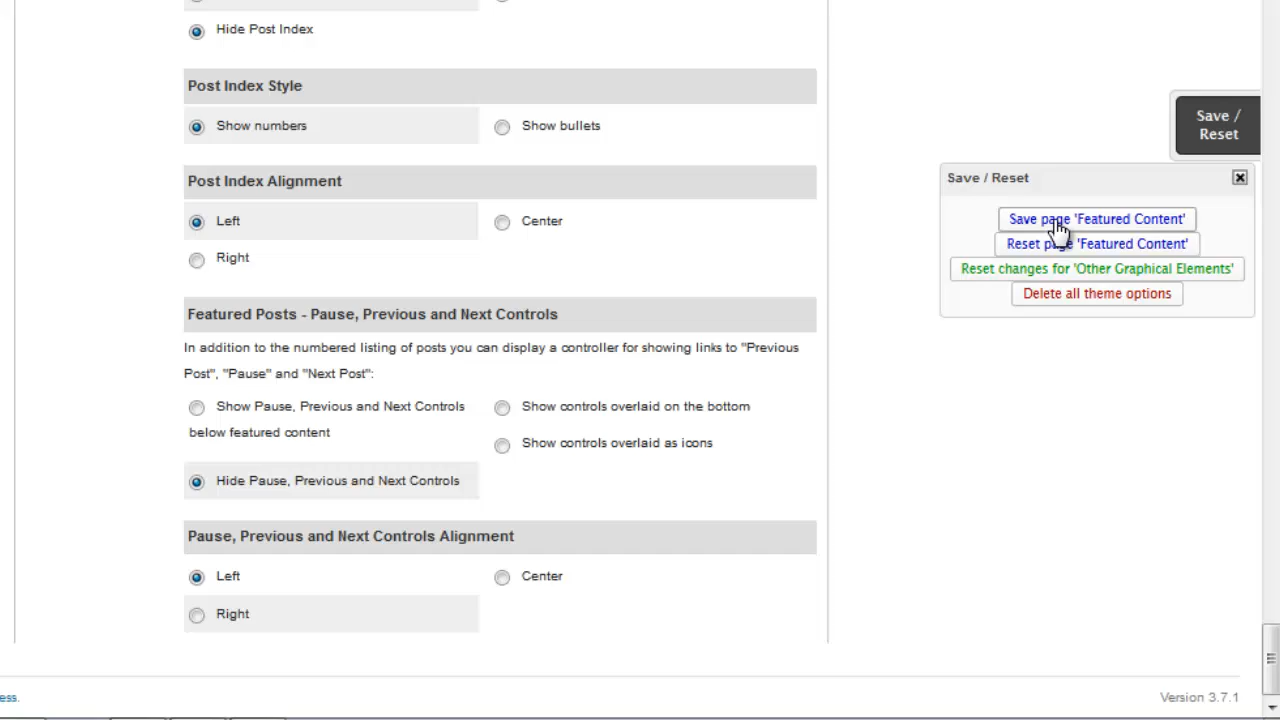 Hide Post Index
Post Index Style
Show numbers
Show bullets
Post Index Alignment
Left
Center
Right
Featured Posts - Pause, Previous and Next Controls
In addition to the numbered listing of posts you can display a controller for showing links to "Previous
Post", "Pause" and "Next Post":
Show Pause, Previous and Next Controls
below featured content
Show controls overlaid on the bottom
Show controls overlaid as icons
Hide Pause, Previous and Next Controls
Pause, Previous and Next Controls Alignment
Left
Center
Right
Save /
Reset
Save / Reset
Save page 'Featured Content'
Reset page 'Featured Content'
Reset changes for 'Other Graphical Elements'
Delete all theme options
ess.
Version 3.7.1